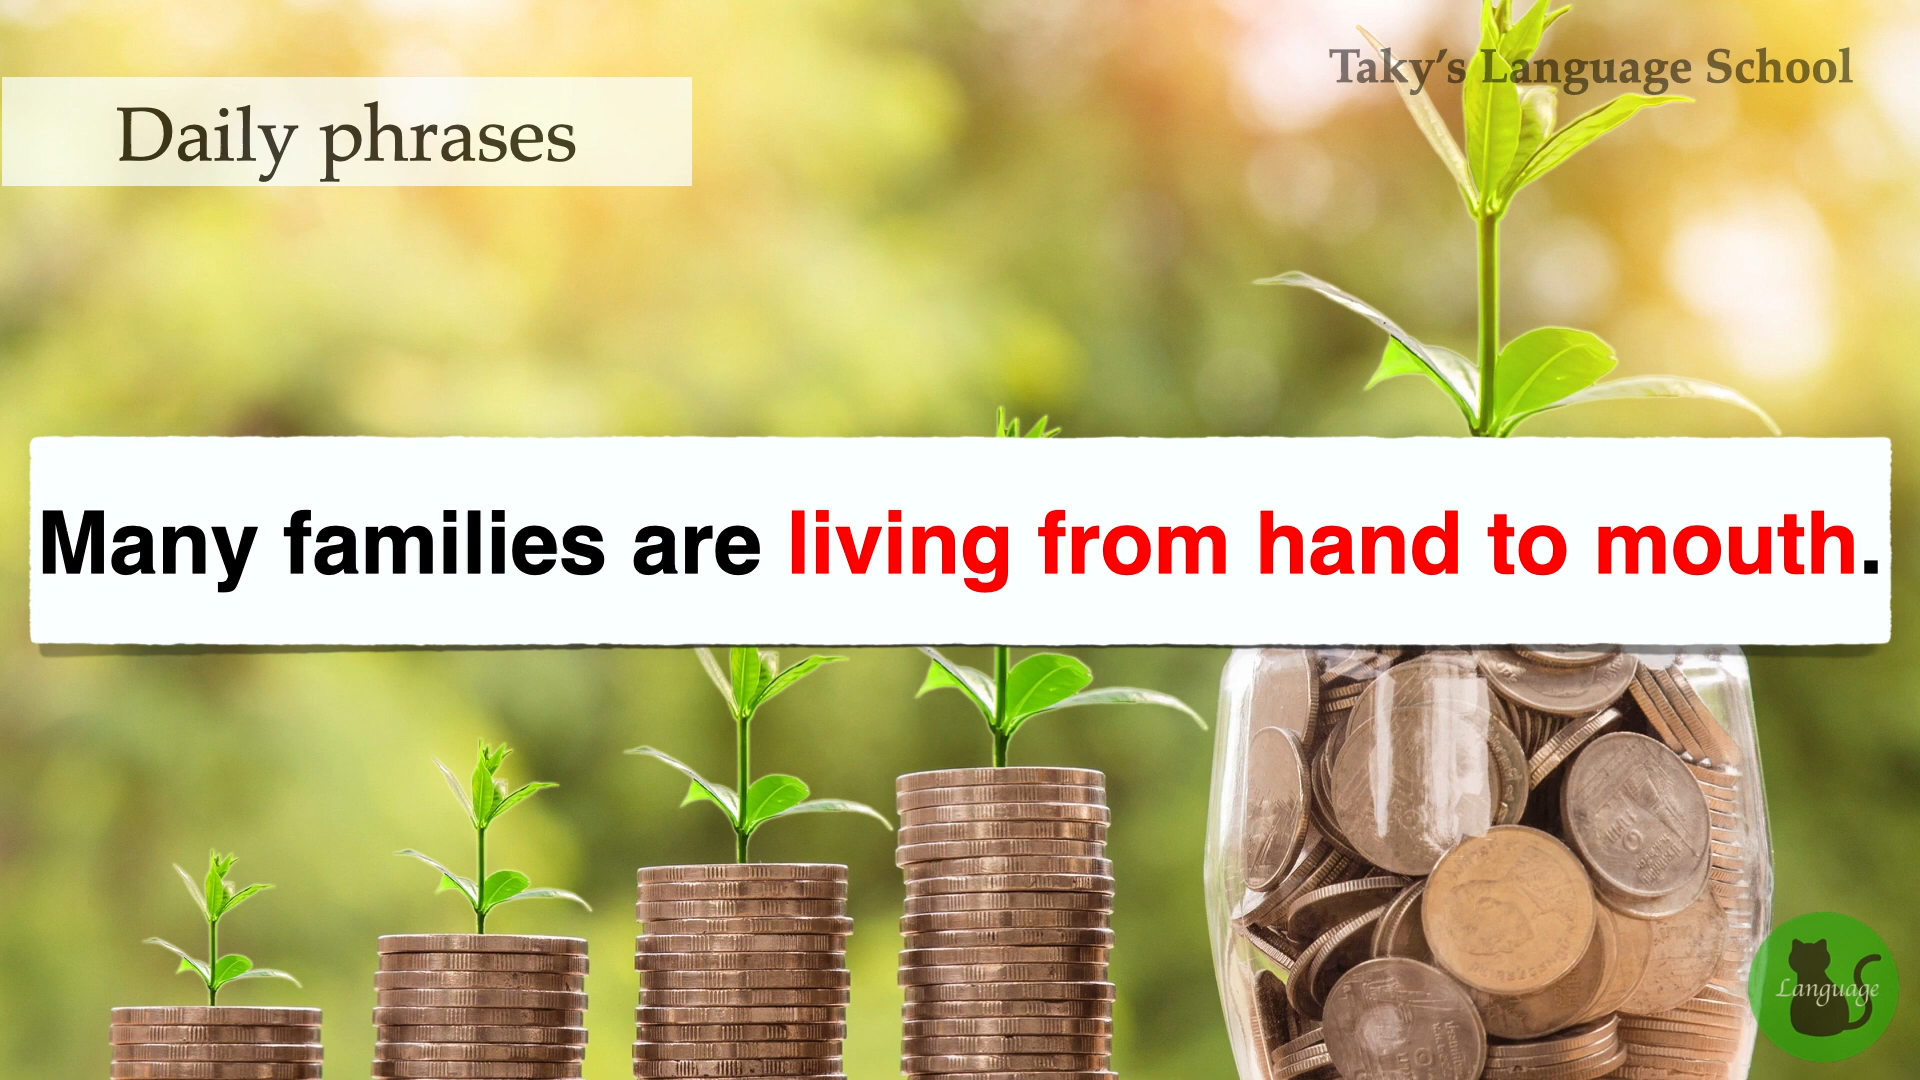 Taky’s Language School
Daily phrases
Many families are living from hand to mouth.
Language